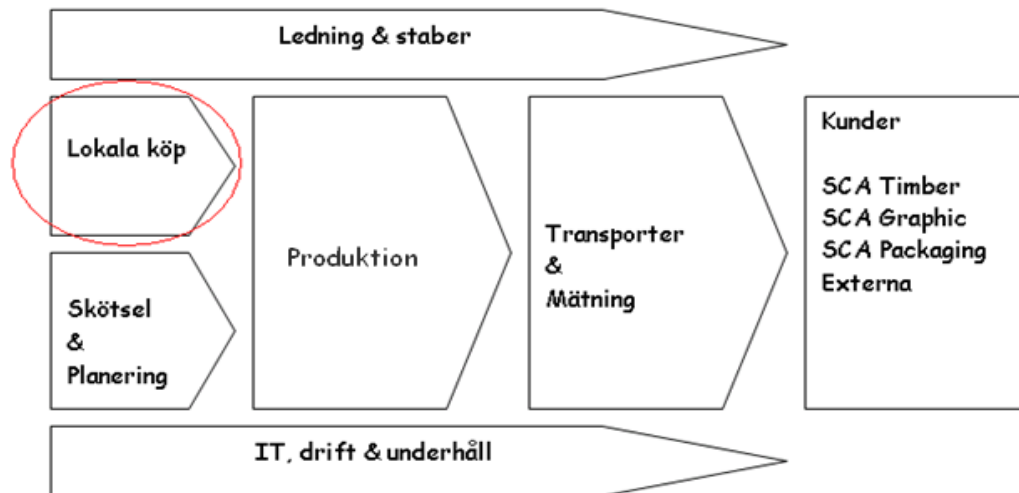 Ledning & staber
Lokala köp
Skötsel
&
Planering
Produktion
Transporter
&
Mätning
Kunder
SCA Timber
SCA Graphic
SCA Packaging
Externa
IT, drift & underhåll